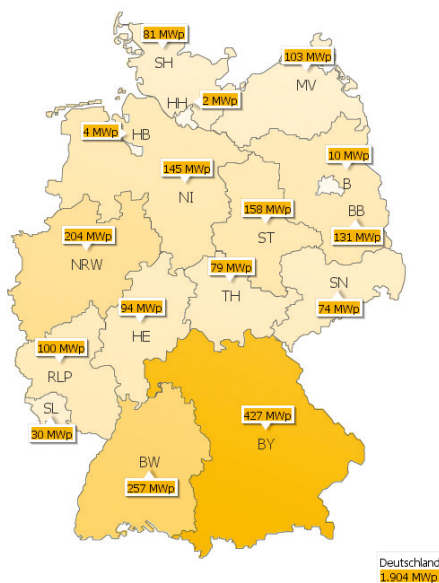 81 MWp
SH
103 MWp
MV
HH
2 MWp
4 MWp
HB
145 MWp
NI
10 MWp
B
BB
131 MWp
158 MWp
ST
204 MWp
NRW
79 MWp
TH
SN
74 MWp
94 MWp
HE
100 MWp
RLP
SL
30 MWp
427 MWp
BY
BW
257 MWp
Deutschland
1.904 MWp